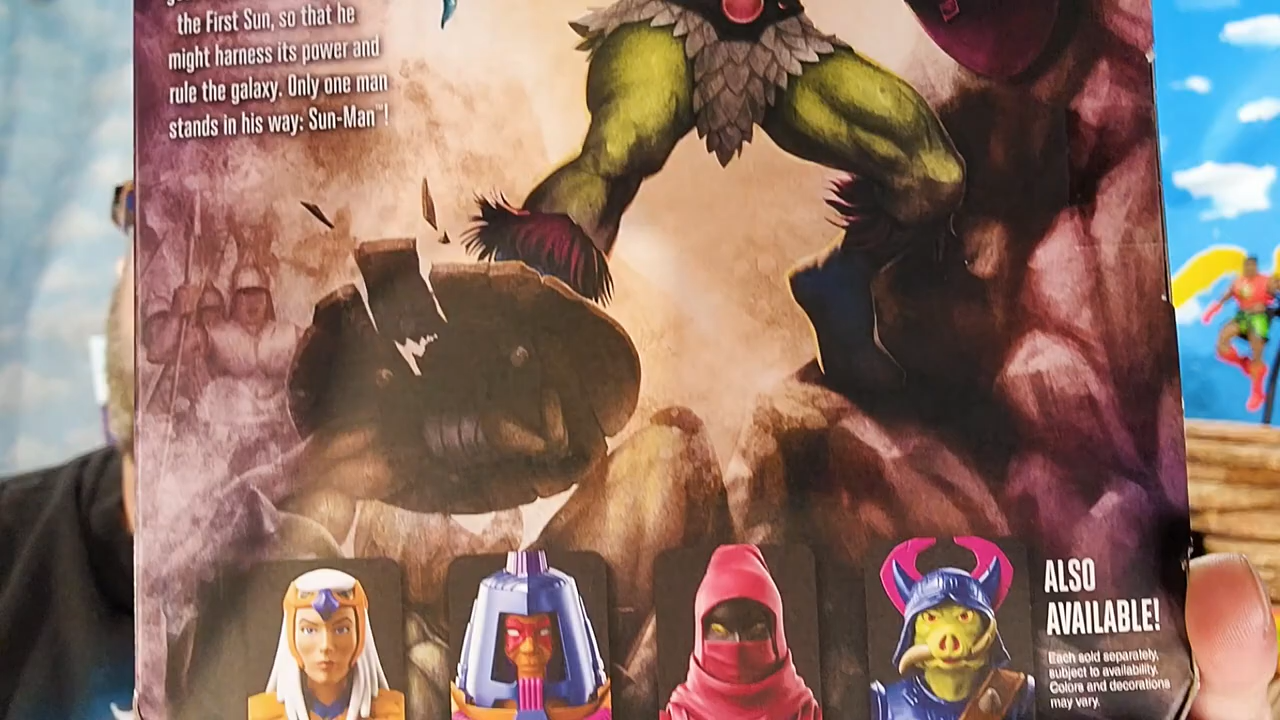 the First Sun, so that he
might harness its power and
rule the galaxy. Only one man
stands in his way: Sun-Man™!
ALSO
AVAILABLE!
Each sold separately,
subject to availability.
Colors and decorations
may vary.